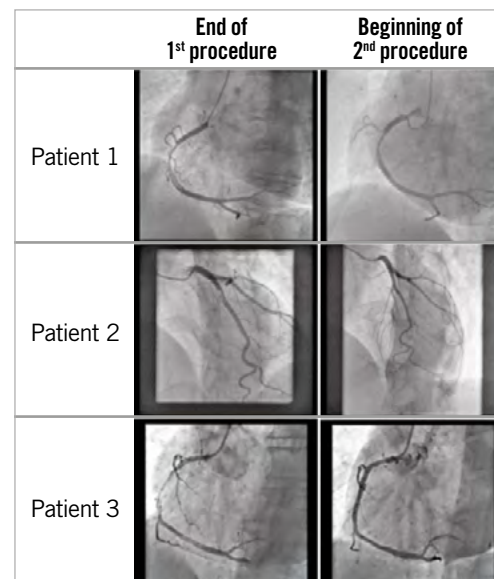 End of
1st procedure
Beginning of
2nd procedure
Patient 1
Patient 2
Patient 3